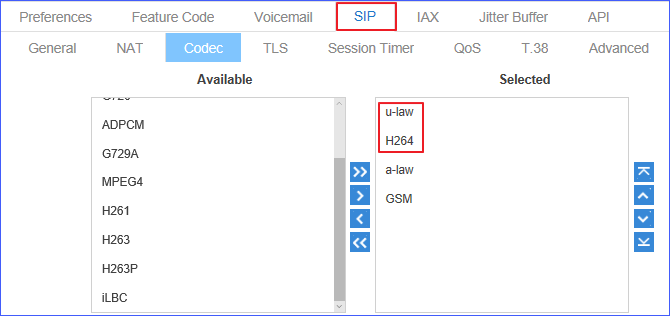 Preferences Feature Code Voicemail SIP IAX Jitter Buffer API
General NAT Codec TLS Session Timer QoS T.38 Advanced
Available Selected
ADPCM
G729A
MPEG4
H261
H263
H263P
iLBC
u-law
H264
a-law
GSM